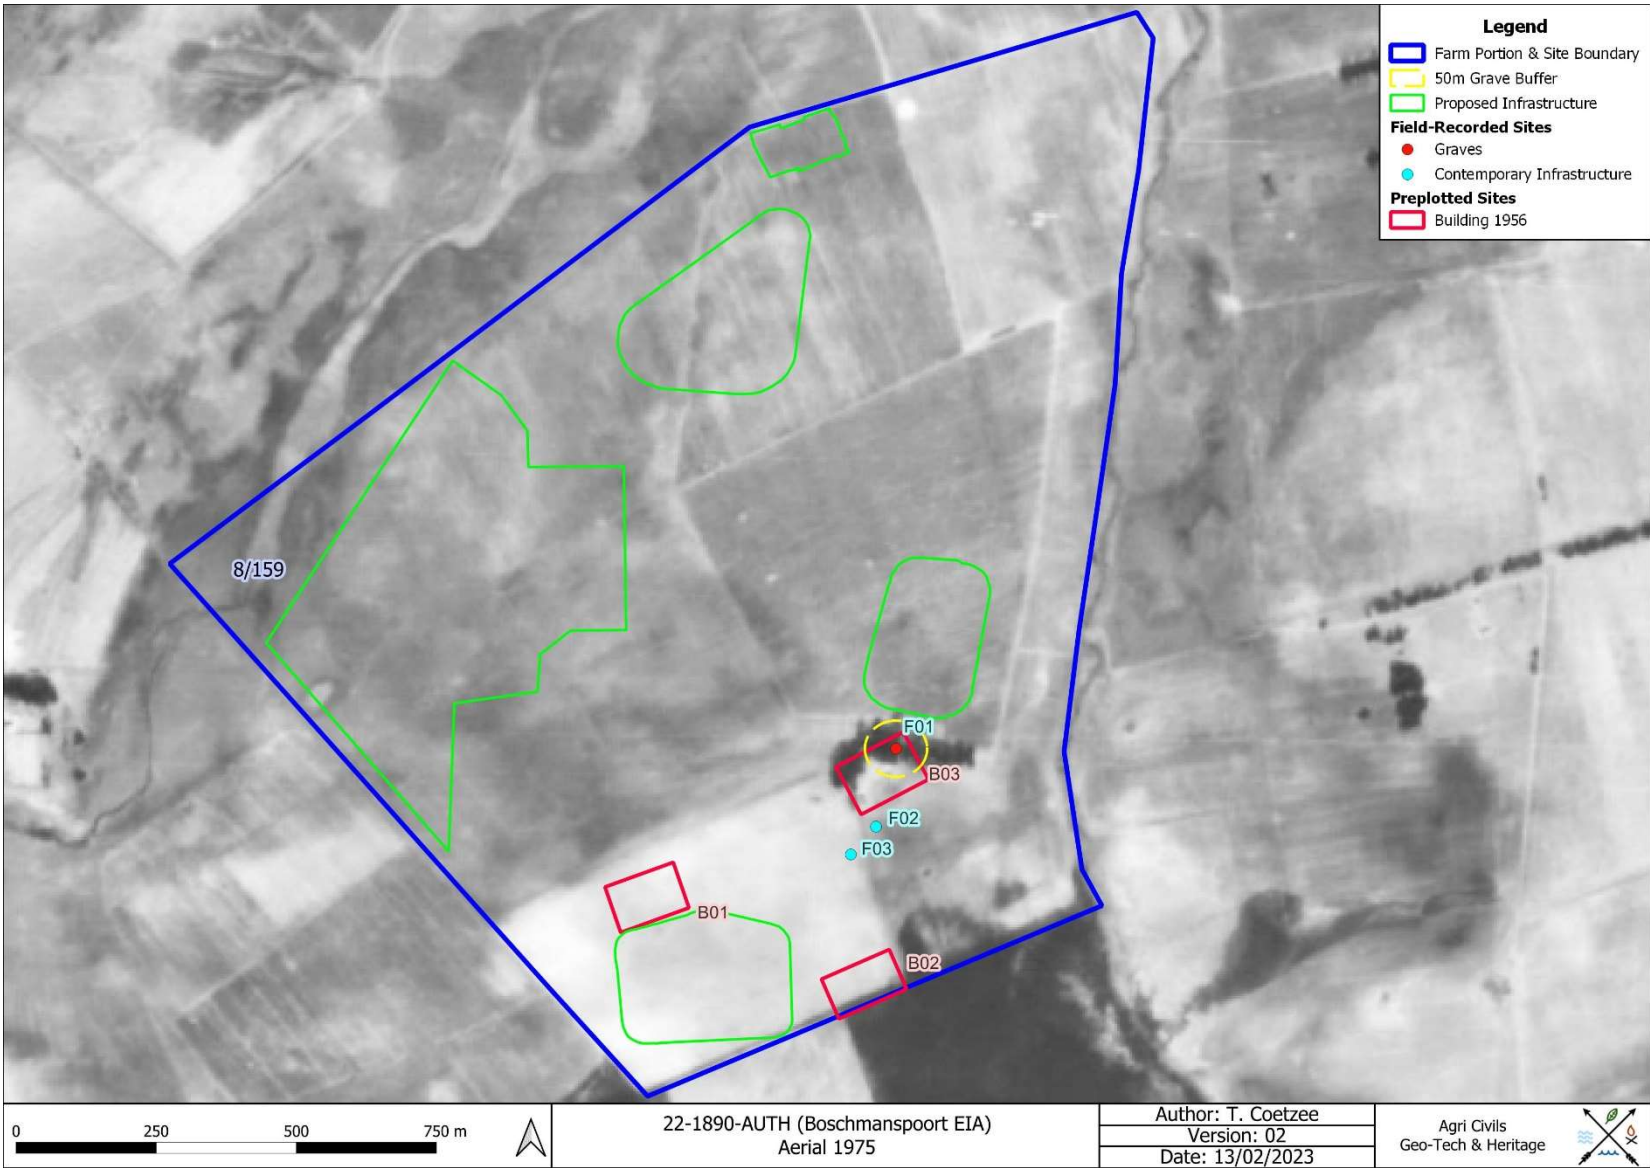 Legend
Farm Portion & Site Boundary
50m Grave Buffer
Proposed Infrastructure
Field-Recorded Sites
Graves
Contemporary Infrastructure
Preplotted Sites
Building 1956
8/159
F01
B03
F02
F03
B01
B02
0 250 500 750 m
22-1890-AUTH (Boschmanspoort EIA)
Aerial 1975
Author: T. Coetzee
Version: 02
Date: 13/02/2023
Agri Civils
Geo-Tech & Heritage